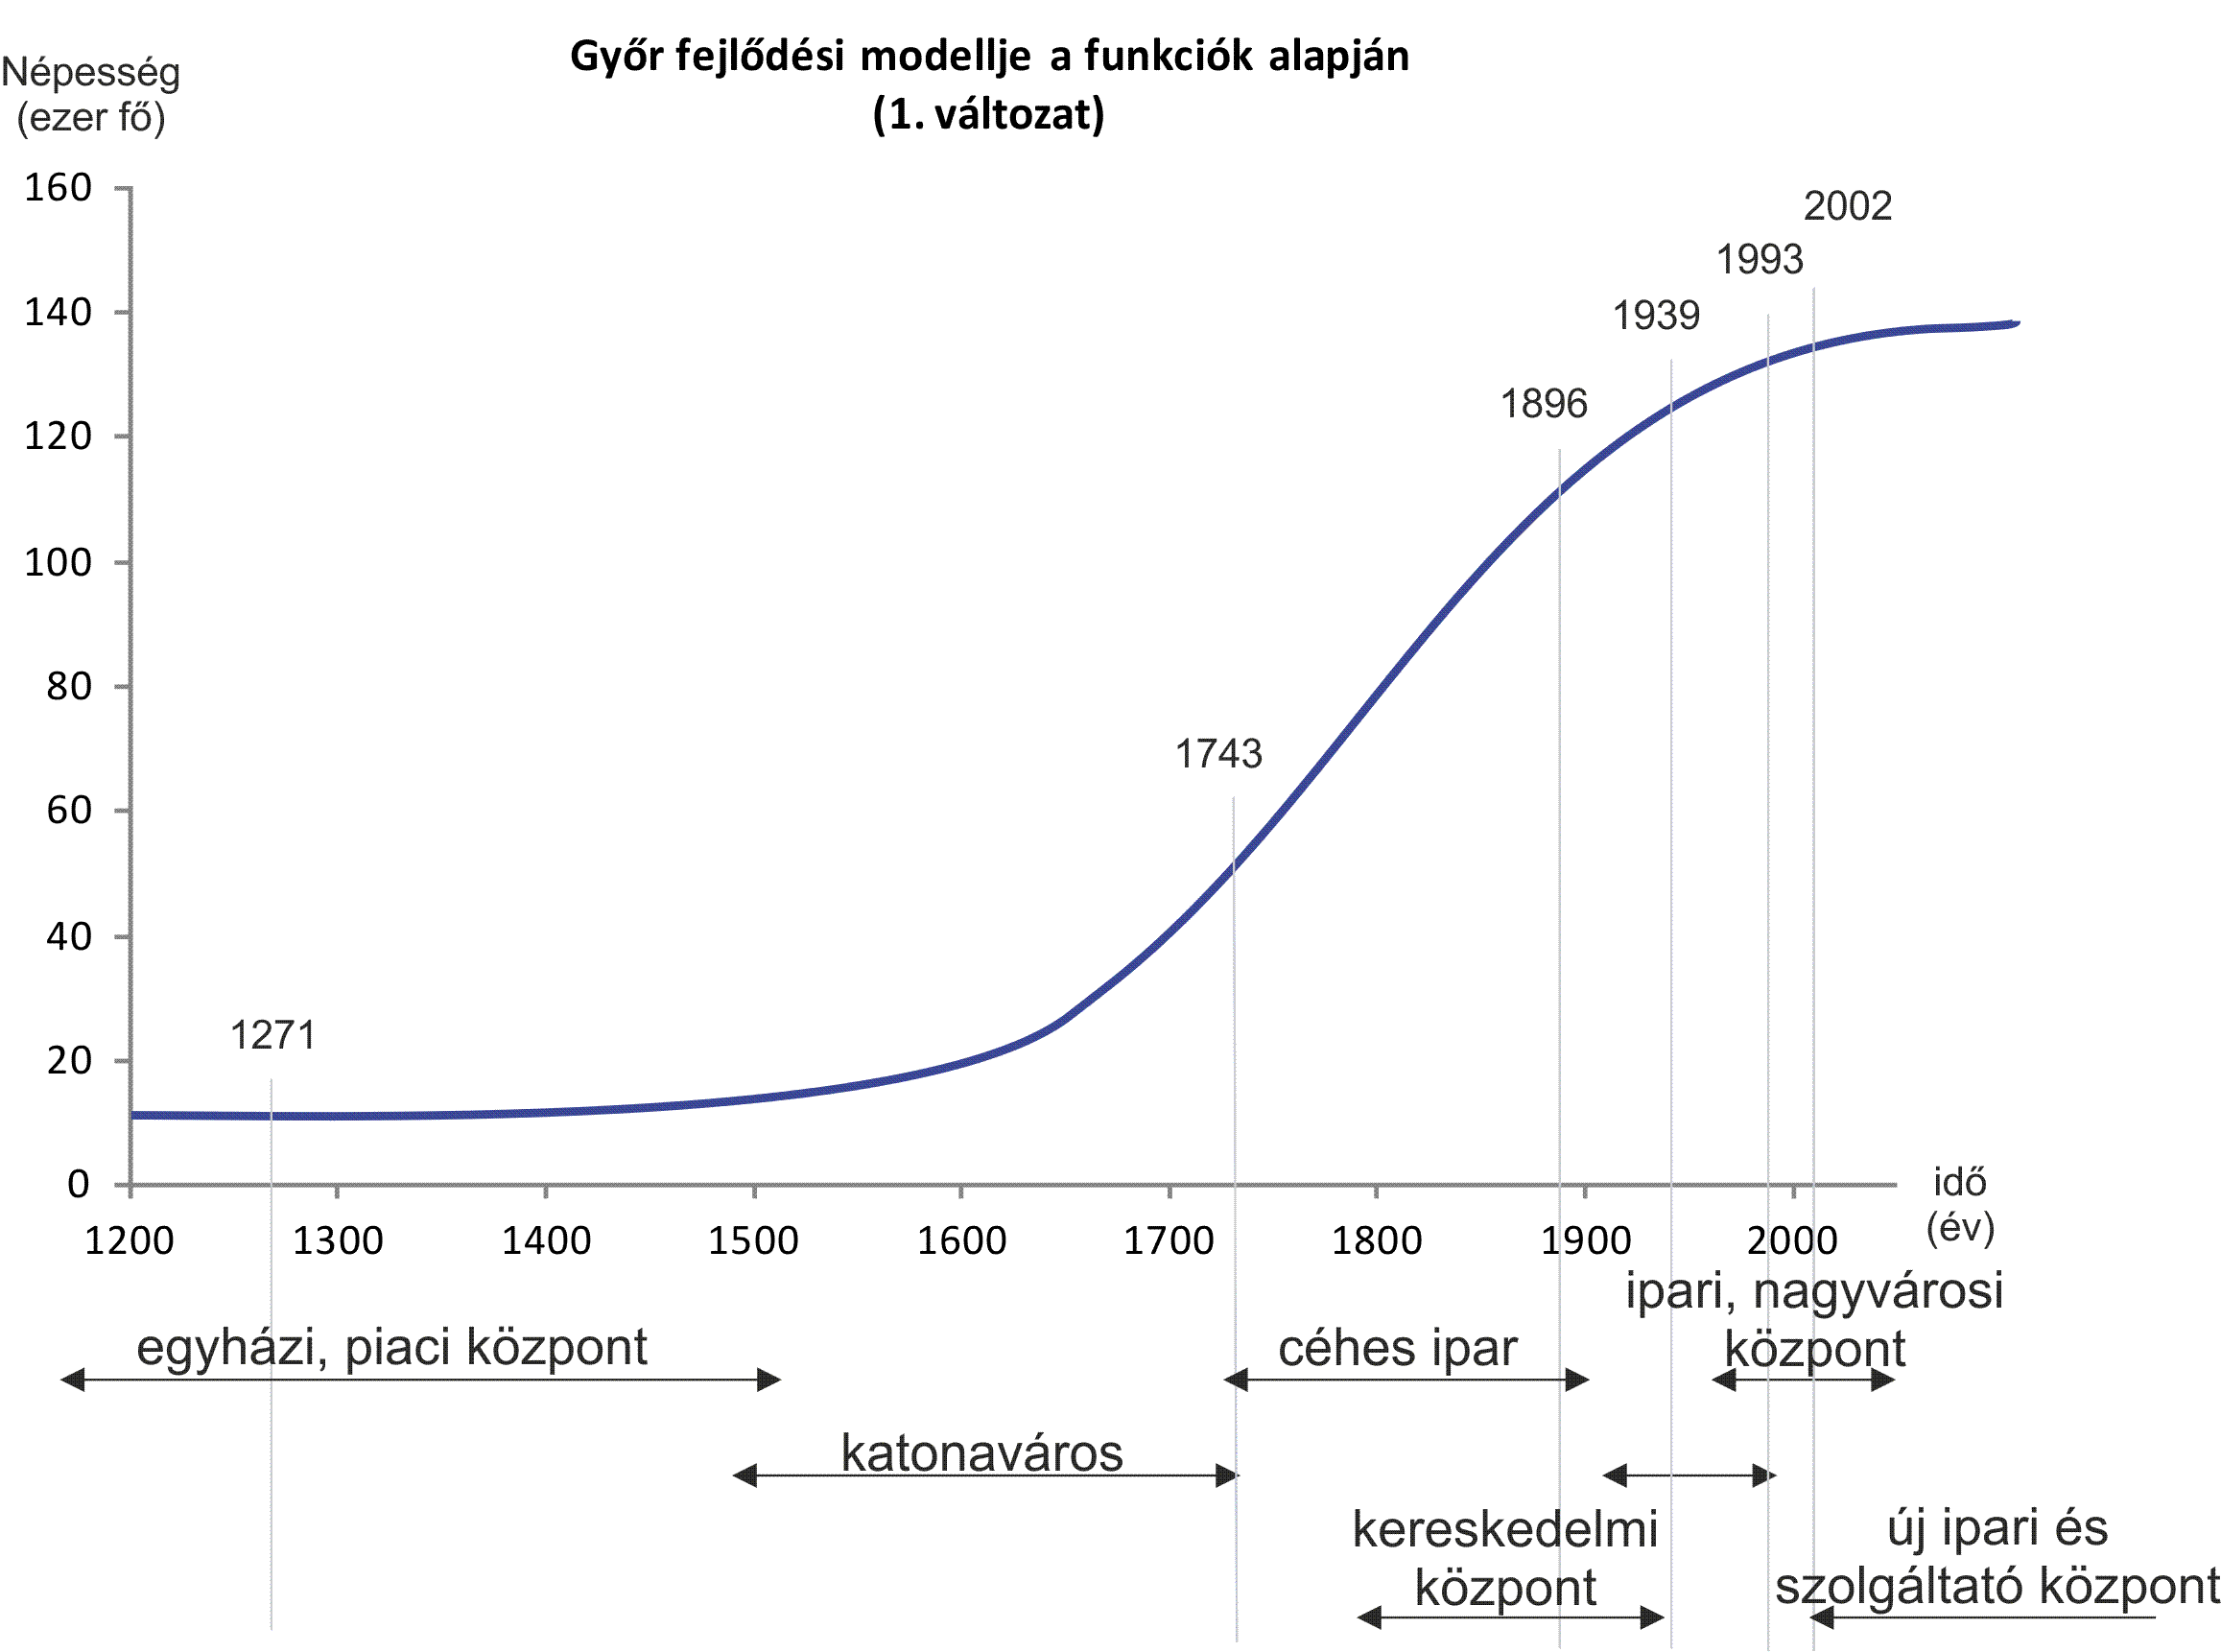 Győr fejlődési modellje a funkciók alapján
(1. változat)
Népesség
(ezer fő)
160
140
120
100
80
60
40
20
0
2002
1993
1939
1896
1743
1271
idő
(év)
1200 1300 1400 1500 1600 1700 1800 1900 2000
ipari, nagyvárosi
központ
egyházi, piaci központ
céhes ipar
katonaváros
kereskedelmi
központ
új ipari és
szolgáltató központ